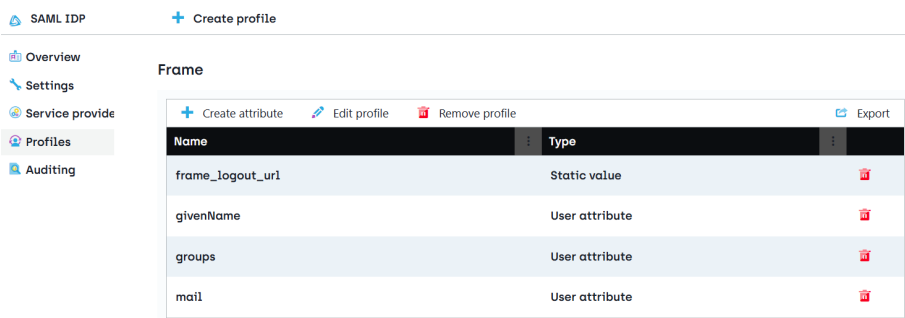 SAML IDP
Create profile
Overview
Settings
Service provide
Profiles
Auditing
Frame
Create attribute Edit profile Remove profile Export
Name Type
frame_logout_url Static value
givenName User attribute
groups User attribute
mail User attribute